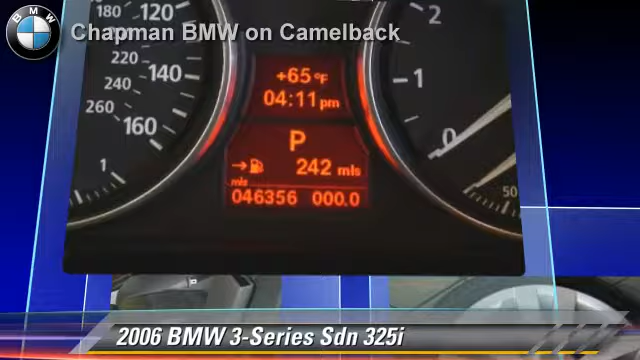 BMW
Chapman BMW on Camelback
180 120
220
240 140
260
160
1
+65 °F
04:11 pm
P
242 mls
mls
046356 000.0
2
1
0
50
2006 BMW 3-Series Sdn 325i